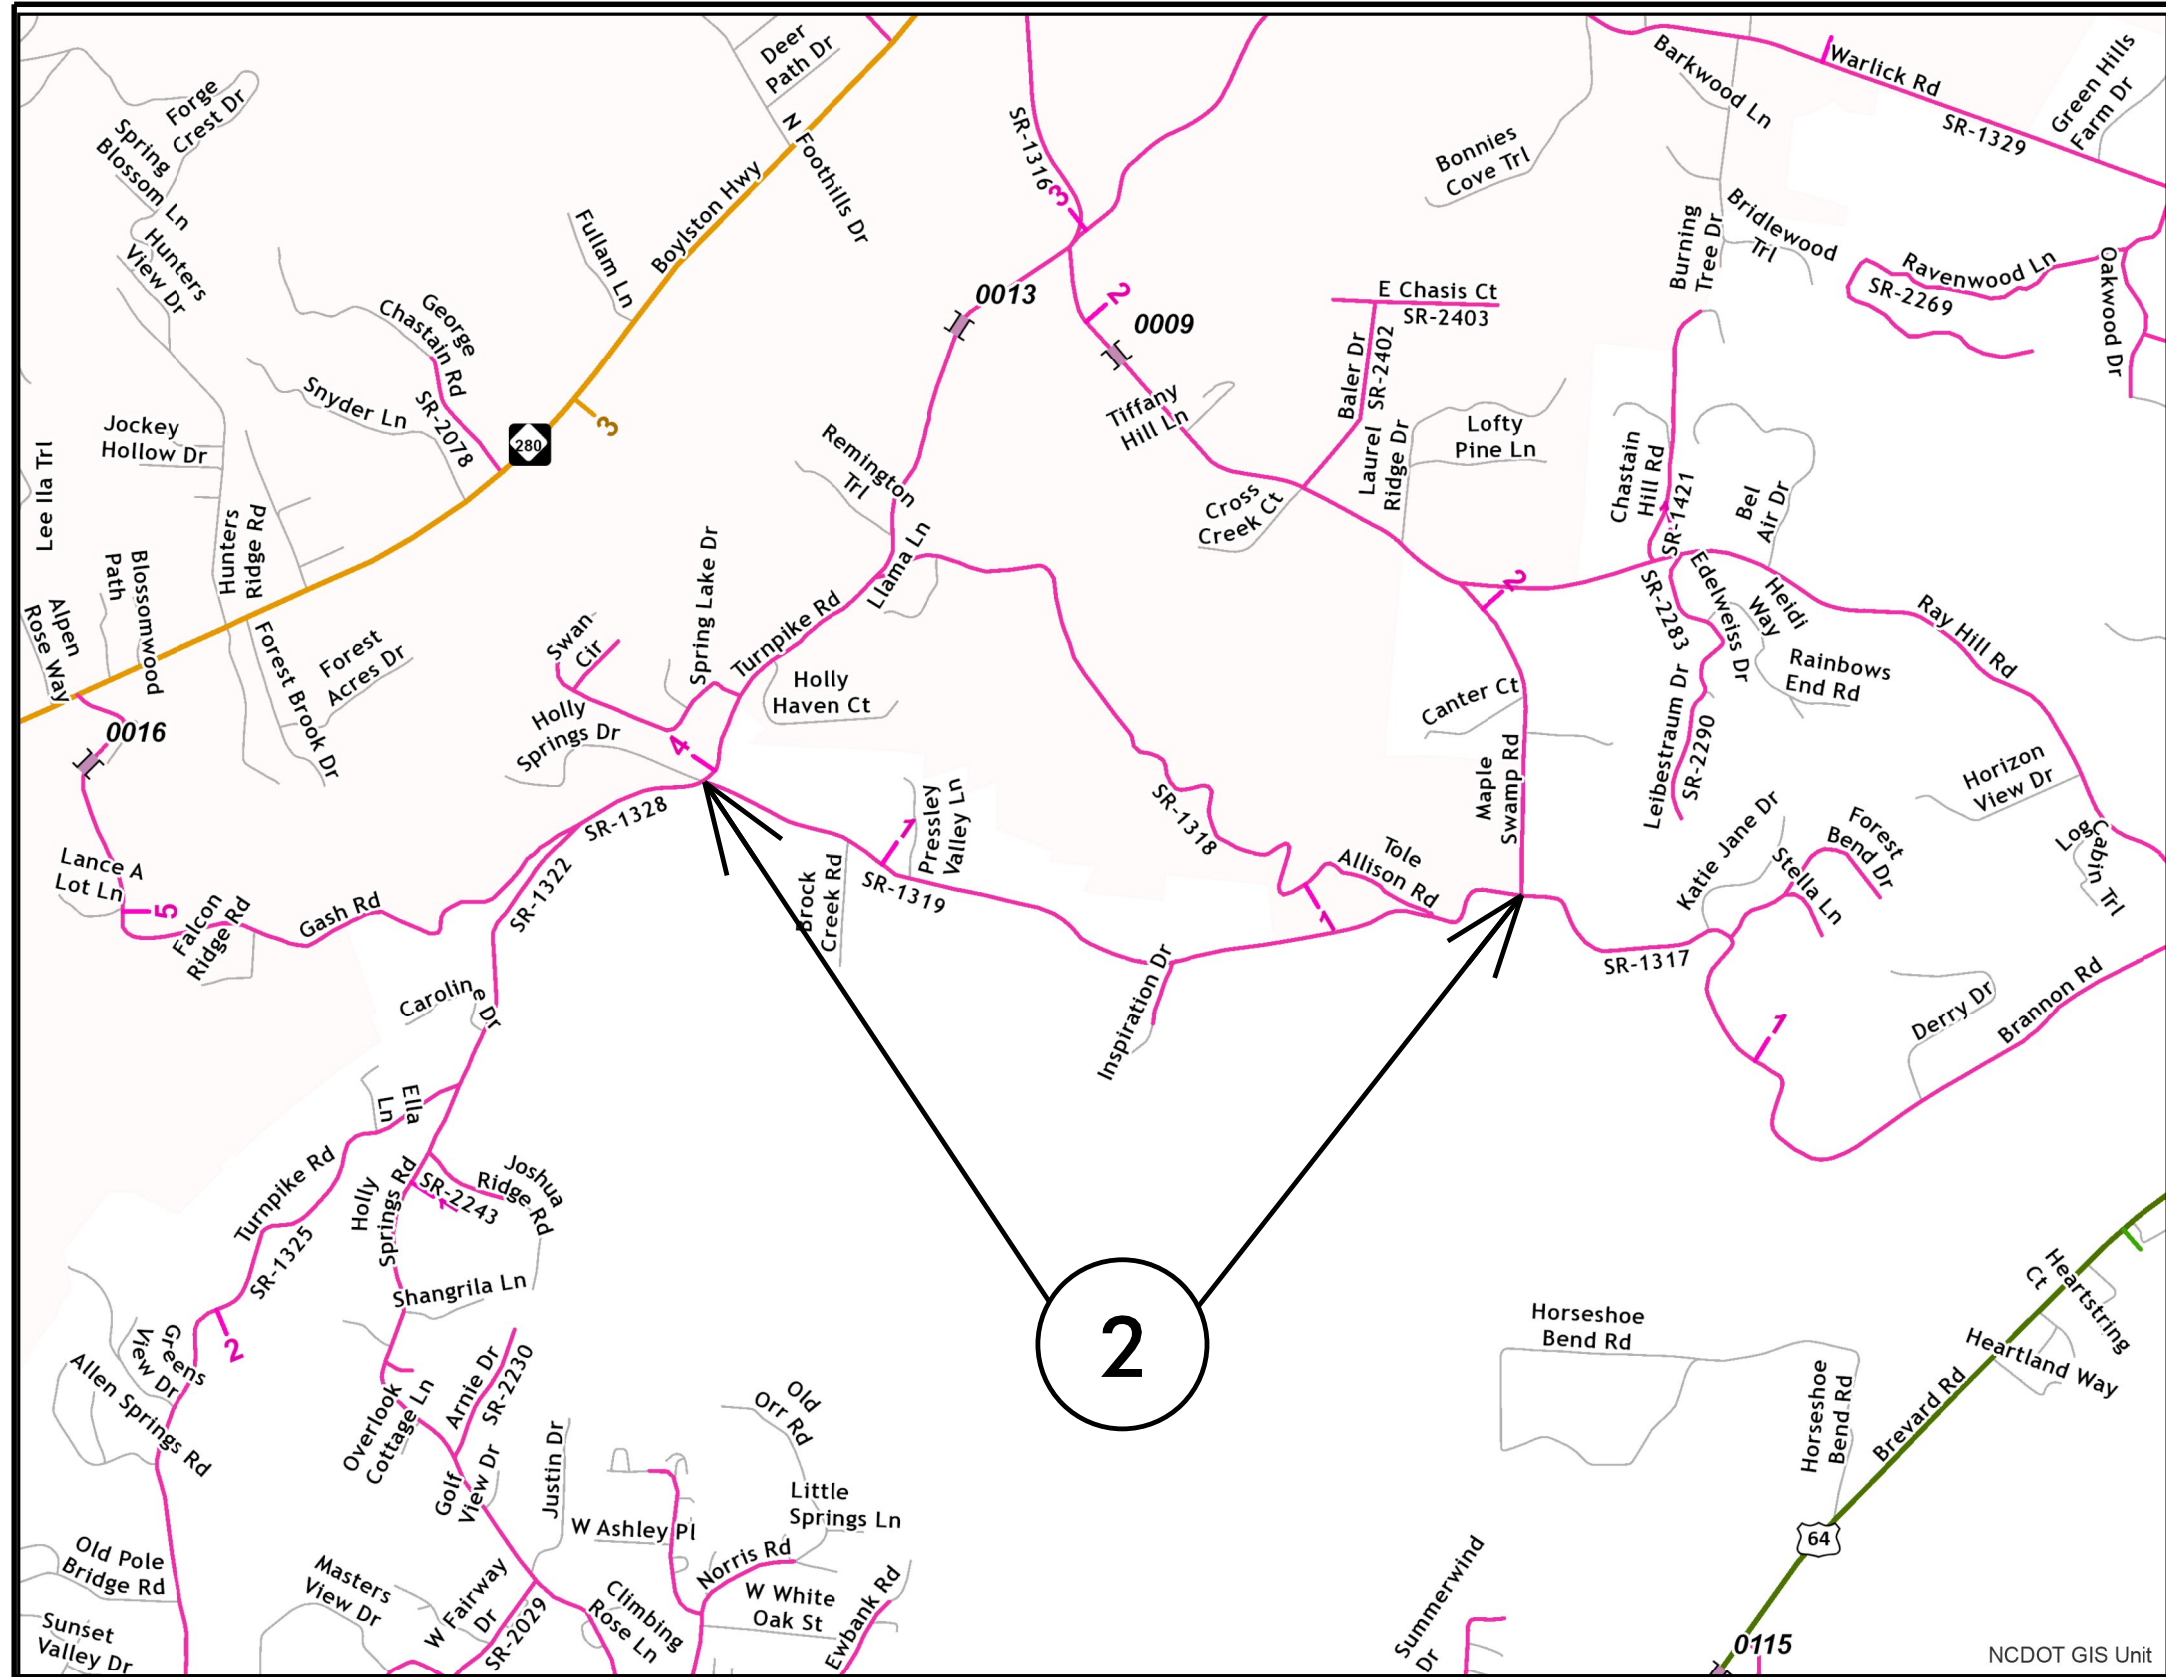 Deer
Path Dr
Forge
Crest Dr
Spring
Blossom Ln
Hunters
View Dr
N Foothills Dr
Boylston Hwy
Fullam Ln
SR-1316
3
Barkwood Ln
Warlick Rd
SR-1329
Green Hills
Farm Dr
Bonnies
Cove Trl
Burning
Tree Dr
Bridlewood
Trl
Ravenwood Ln
SR-2269
Oakwood Dr
George
Chastain Rd
SR-2078
Snyder Ln
280
3
0013
2
0009
E Chasis Ct
SR-2403
Baler Dr
SR-2402
Tiffany
Hill Ln
Jockey
Hollow Dr
Lee Ila Trl
Remington
Trl
Cross
Creek Ct
Laurel
Ridge Dr
Lofty
Pine Ln
Chastain
Hill Rd
SR-1421
Bel
Air Dr
Hunters
Ridge Rd
Blossomwood
Path
Alpen
Rose Way
Forest Brook Dr
Forest
Acres Dr
Spring Lake Dr
Llama Ln
Turnpike Rd
Swan
Cir
Holly
Haven Ct
Holly
Springs Dr
4
2
SR-2283
Edelweiss Dr
Heidi
Way
Rainbows
End Rd
Ray Hill Rd
Canter Ct
Leibestraum Dr
SR-2290
Maple
Swamp Rd
Horizon
View Dr
Log
Cabin Trl
0016
SR-1328
SR-1322
Pressley
Valley Ln
1
SR-1319
Brock
Creek Rd
SR-1318
Tole
Allison Rd
1
Katie Jane Dr
Stella Ln
Forest
Bend Dr
Lance A
Lot Ln
5
Falcon
Ridge Rd
Gash Rd
Caroline Dr
Inspiration Dr
SR-1317
1
Derry Dr
Brannon Rd
Ella
Ln
Turnpike Rd
SR-1325
Holly
Springs Rd
SR-2243
1
Joshua
Ridge Rd
Shangrila Ln
2
Greens
View Dr
Allen Springs Rd
2
Arnie Dr
SR-2230
Overlook
Cottage Ln
Golf
View Dr
Justin Dr
Old
Orr Rd
Little
Springs Ln
W Ashley Pl
Norris Rd
W White
Oak St
Ewbank Rd
Horseshoe
Bend Rd
Horseshoe
Bend Rd
Brevard Rd
Heartstring
Ct
Heartland Way
64
Old Pole
Bridge Rd
Sunset
Valley Dr
Masters
View Dr
W Fairway
Dr
SR-2029
Climbing
Rose Ln
Summerwind
Dr
0115
NCDOT GIS Unit